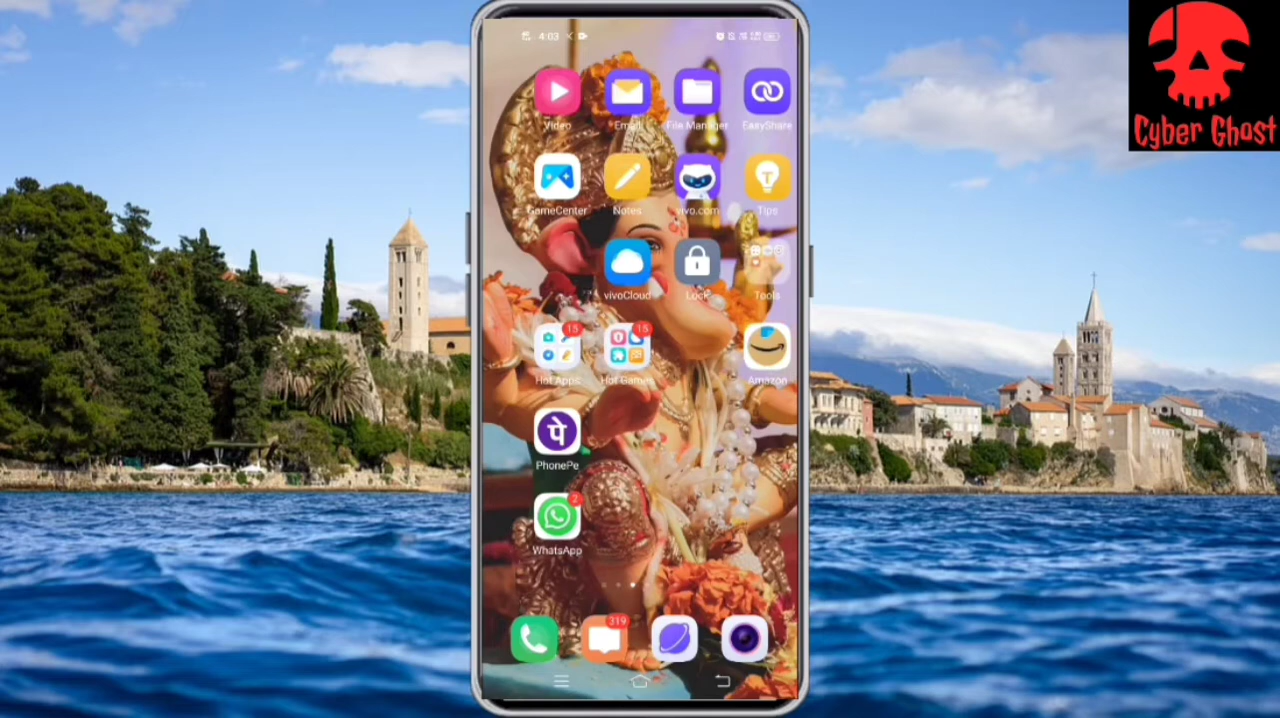 4:03
Video Email File Manager EasyShare
GameCenter Notes vivo.com Tips
vivoCloud Lock Tools
15 15
Hot Apps Hot Games Amazon
पे
PhonePe
2
WhatsApp
319
Cyber Ghost